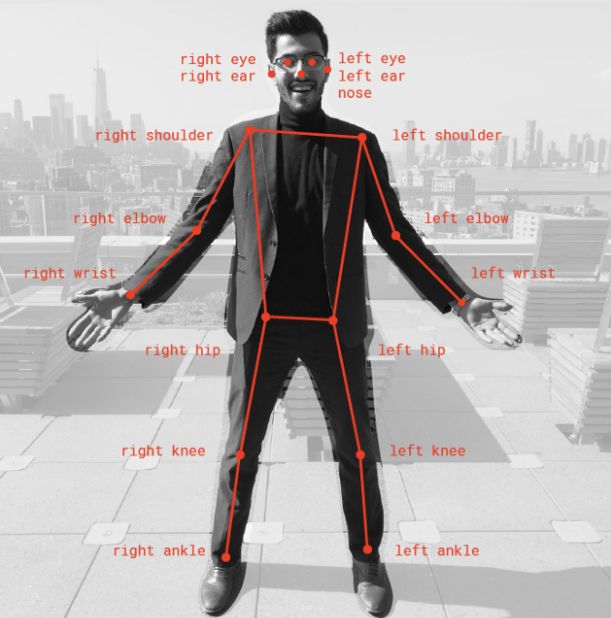 right eye
left eye
right ear
left ear
nose
right shoulder
left shoulder
right elbow
left elbow
right wrist
left wrist
right hip
left hip
right knee
left knee
right ankle
left ankle